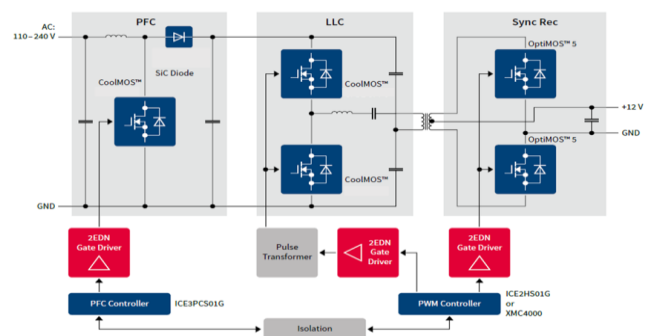 PFC
LLC
Sync Rec
AC:
110–240 V
SiC Diode
CoolMOS™
CoolMOS™
CoolMOS™
OptiMOS™ 5
OptiMOS™ 5
+12 V
GND
GND
2EDN
Gate Driver
Pulse
Transformer
2EDN
Gate
Driver
2EDN
Gate Driver
PFC Controller
ICE3PCS01G
PWM Controller
ICE2HS01G
or
XMC4000
Isolation